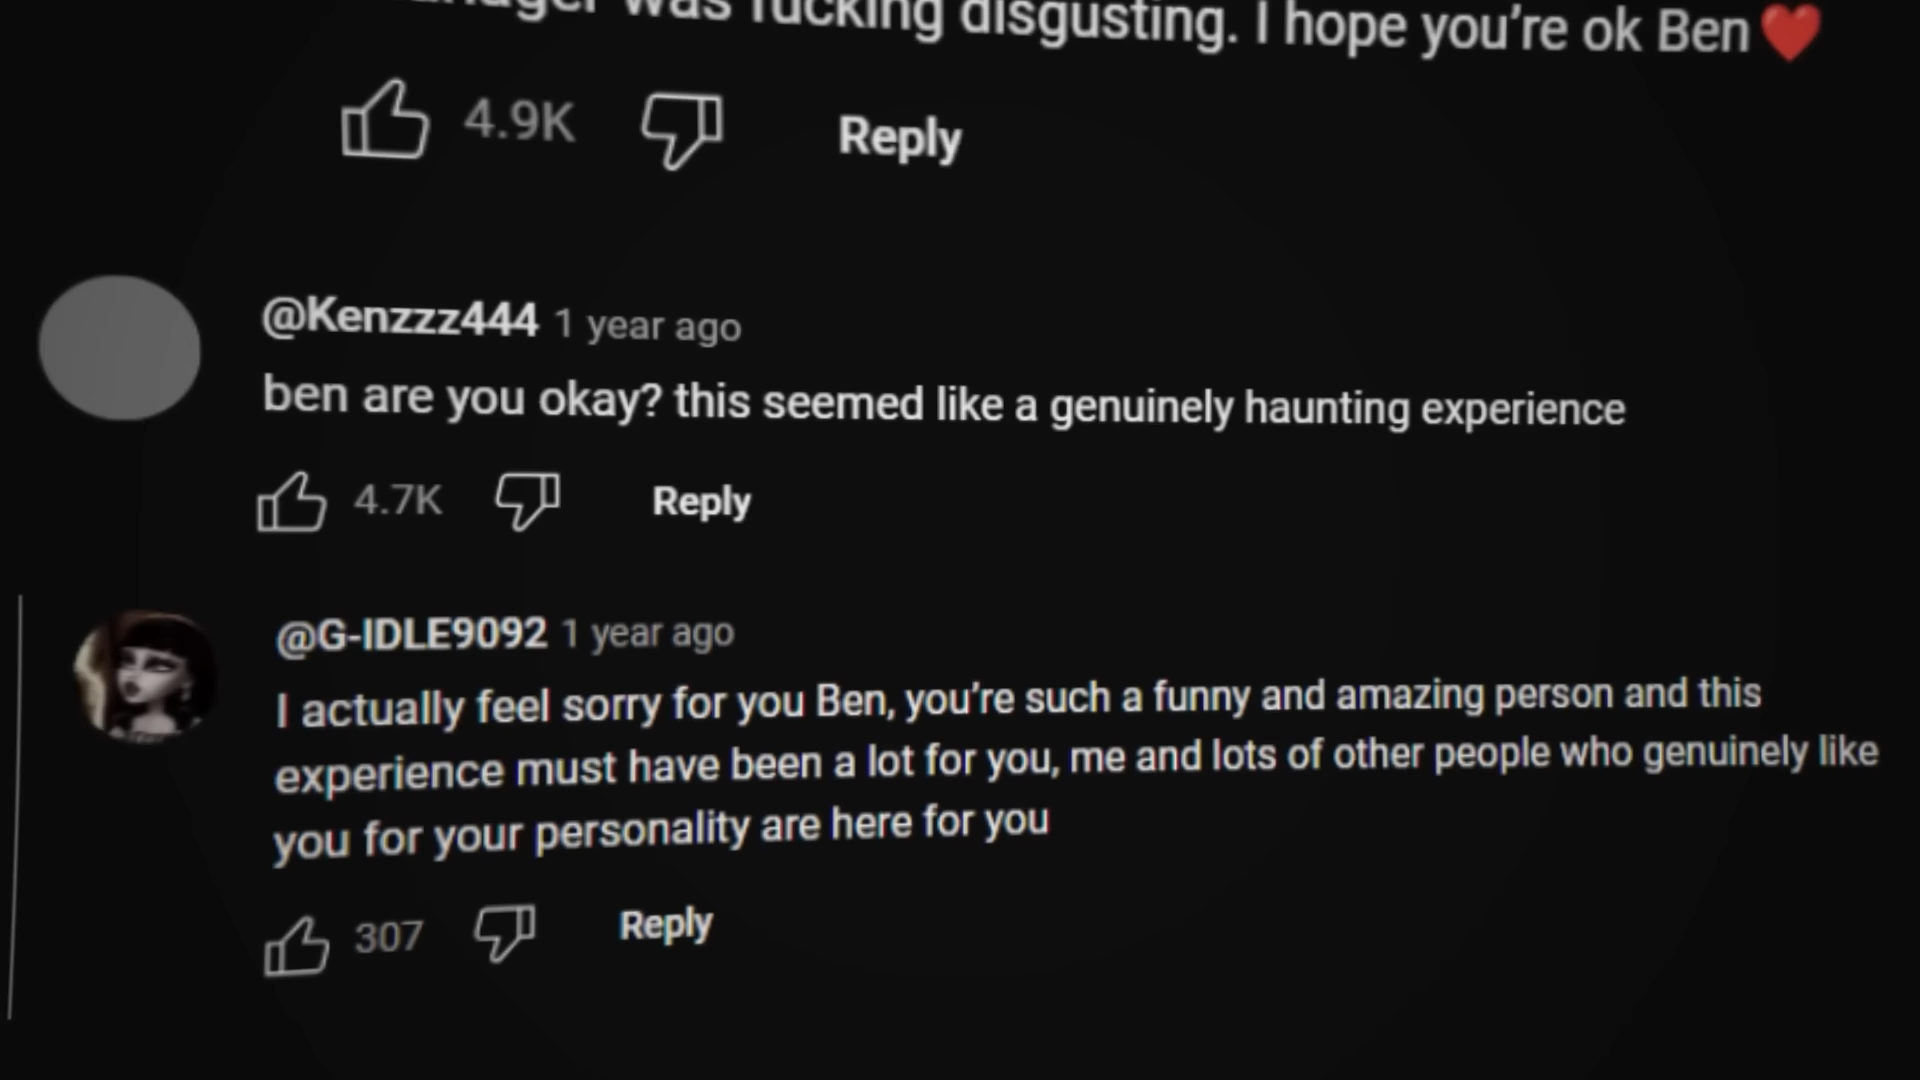 was fucking disgusting. I hope you're ok Ben❤️
4.9K Reply
@Kenzzz444 1 year ago
ben are you okay? this seemed like a genuinely haunting experience
4.7K Reply
@G-IDLE9092 1 year ago
I actually feel sorry for you Ben, you're such a funny and amazing person and this
experience must have been a lot for you, me and lots of other people who genuinely like
you for your personality are here for you
307 Reply